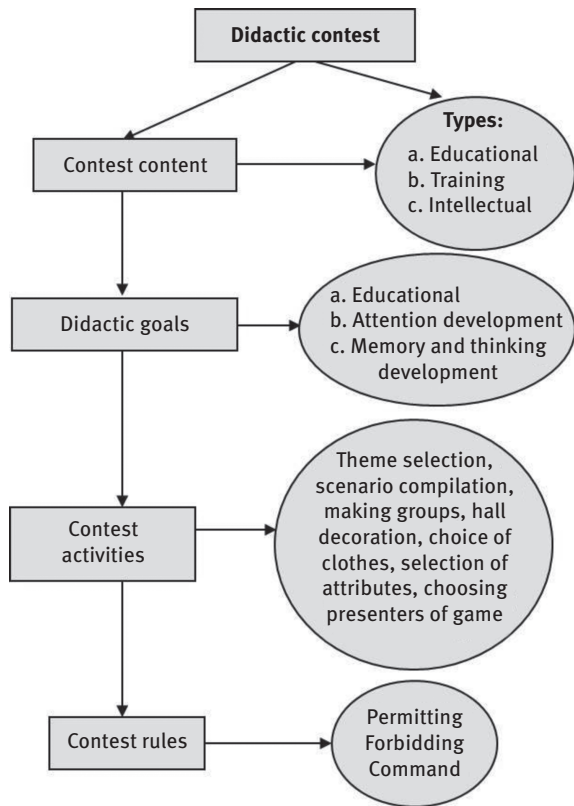 Didactic contest
Types:
a. Educational
b. Training
c. Intellectual
Contest content
Didactic goals
a. Educational
b. Attention development
c. Memory and thinking
development
Contest
activities
Theme selection,
scenario compilation,
making groups, hall
decoration, choice of
clothes, selection of
attributes, choosing
presenters of game
Contest rules
Permitting
Forbidding
Command